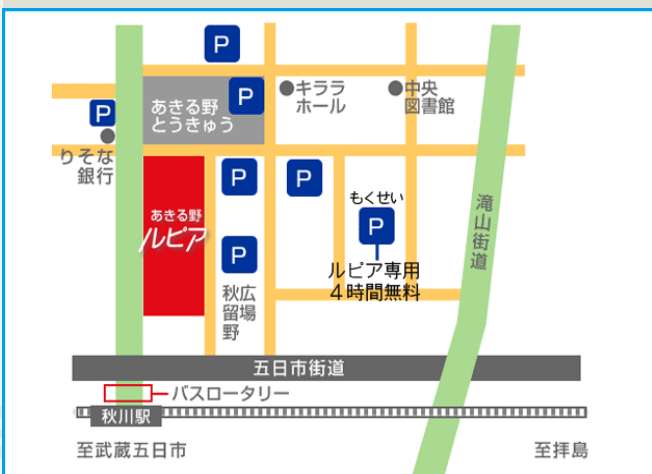 P
P
あきる野
とうきゅう
キララ
ホール
中央
図書館
P
りそな
銀行
P
P
もくせい
P
ルピア専用
4時間無料
あきる野
ルピア
P
秋広
留場
野
滝山街道
五日市街道
バスロータリー
秋川駅
至武蔵五日市
至拝島